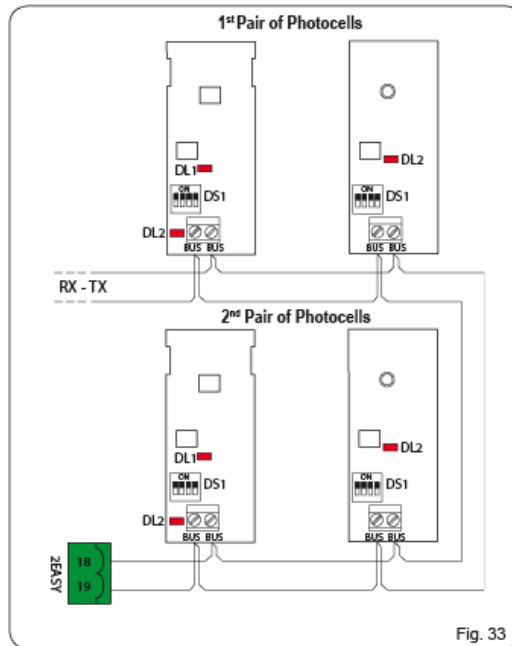 1st Pair of Photocells
DL1
ON
DS1
DL2
BUS BUS
DL2
ON
DS1
BUS BUS
RX - TX
2nd Pair of Photocells
DL1
ON
DS1
DL2
BUS BUS
DL2
ON
DS1
BUS BUS
2EASY
18
19
Fig. 33